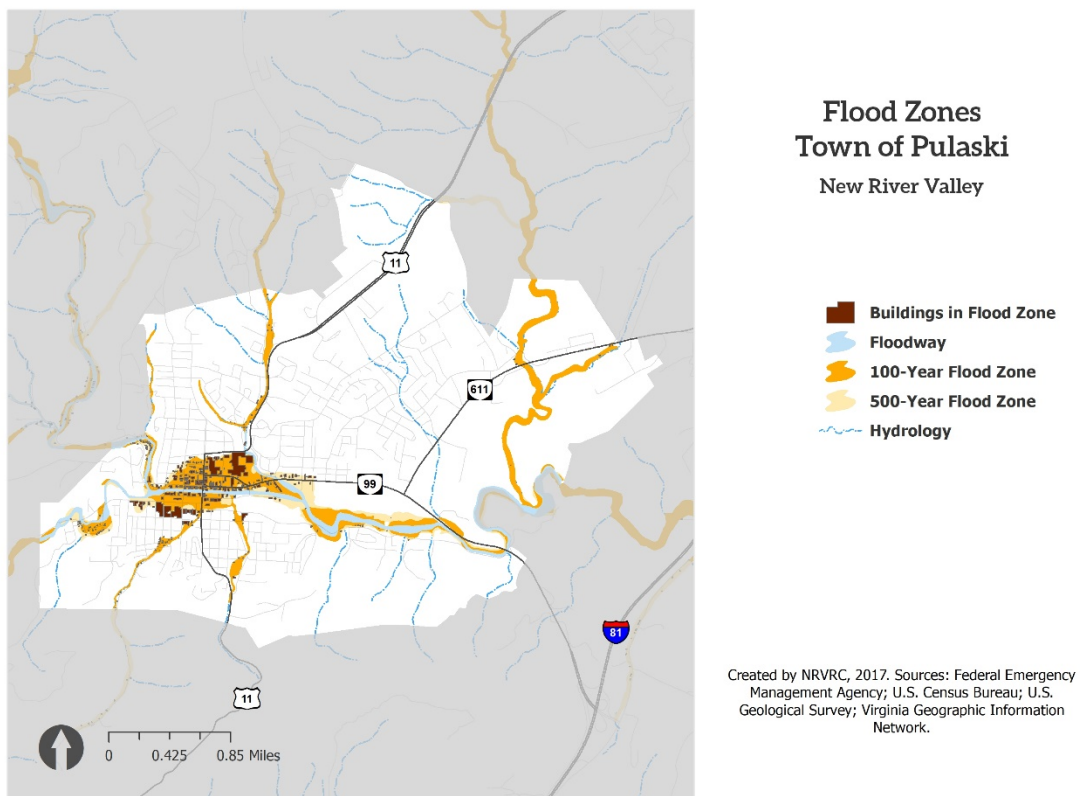 Flood Zones
Town of Pulaski
New River Valley
11
611
99
81
11
0 0.425 0.85 Miles
Buildings in Flood Zone
Floodway
100-Year Flood Zone
500-Year Flood Zone
Hydrology
Created by NRVRC, 2017. Sources: Federal Emergency
Management Agency; U.S. Census Bureau; U.S.
Geological Survey; Virginia Geographic Information
Network.